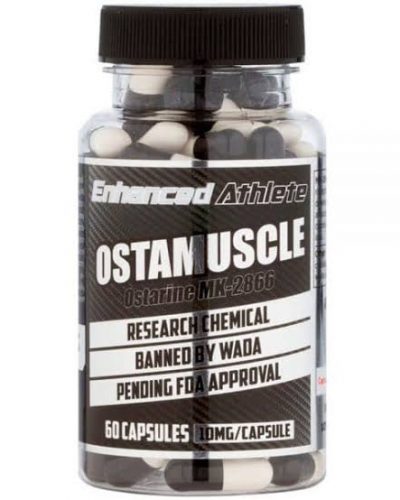 Enhanced Athlete
OSTAMUSCLE
Ostarine MK-2866
RESEARCH CHEMICAL
BANNED BY WADA
PENDING FDA APPROVAL
60 CAPSULES 10MG/CAPSULE